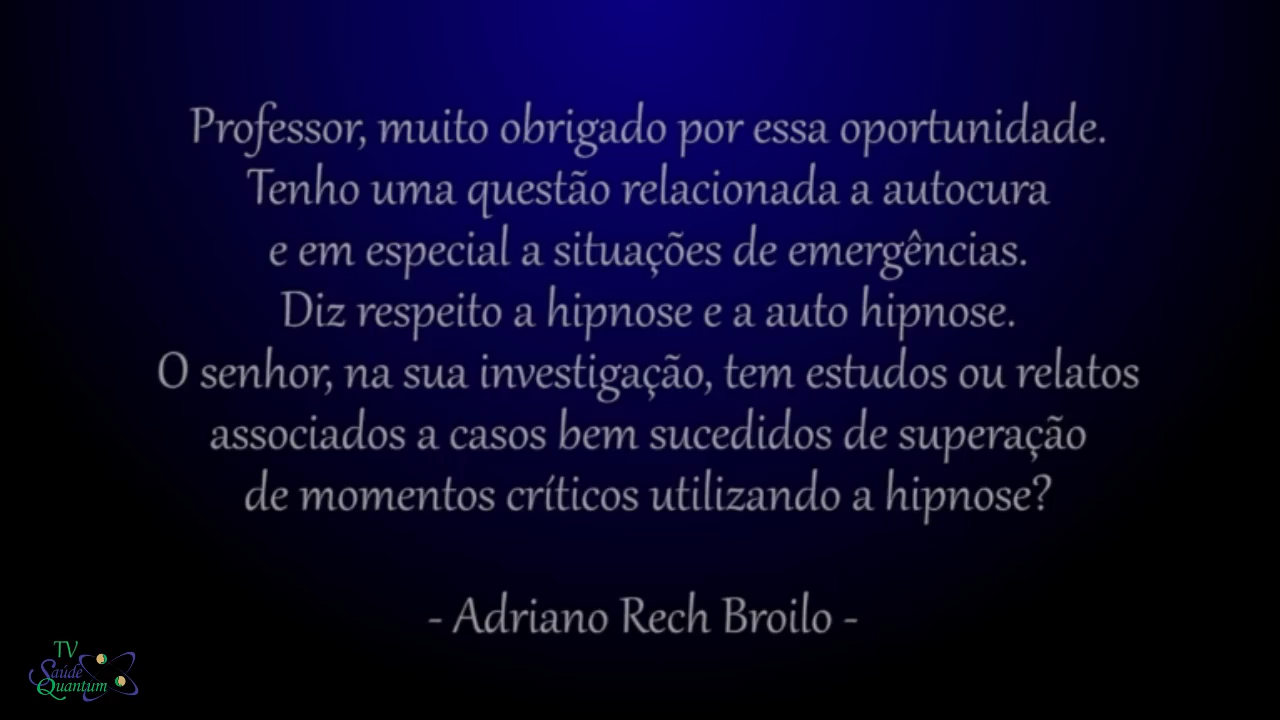 Professor, muito obrigado por essa oportunidade.
Tenho uma questão relacionada a autocura
e em especial a situações de emergências.
Diz respeito a hipnose e a auto hipnose.
O senhor, na sua investigação, tem estudos ou relatos
associados a casos bem sucedidos de superação
de momentos críticos utilizando a hipnose?
- Adriano Rech Broilo -
TV
Saúde
Quantum